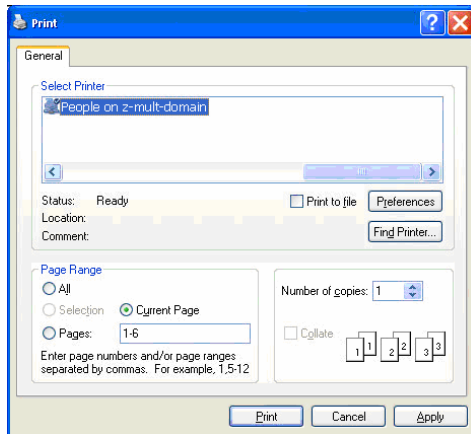 Print
General
Select Printer
People on z-mult-domain
Status: Ready
Print to file
Preferences
Location:
Comment:
Find Printer...
Page Range
All
Selection
Current Page
Pages: 1-6
Enter page numbers and/or page ranges
separated by commas. For example, 1,5-12
Number of copies: 1
Collate
1 1 2 2 3 3
Print Cancel Apply